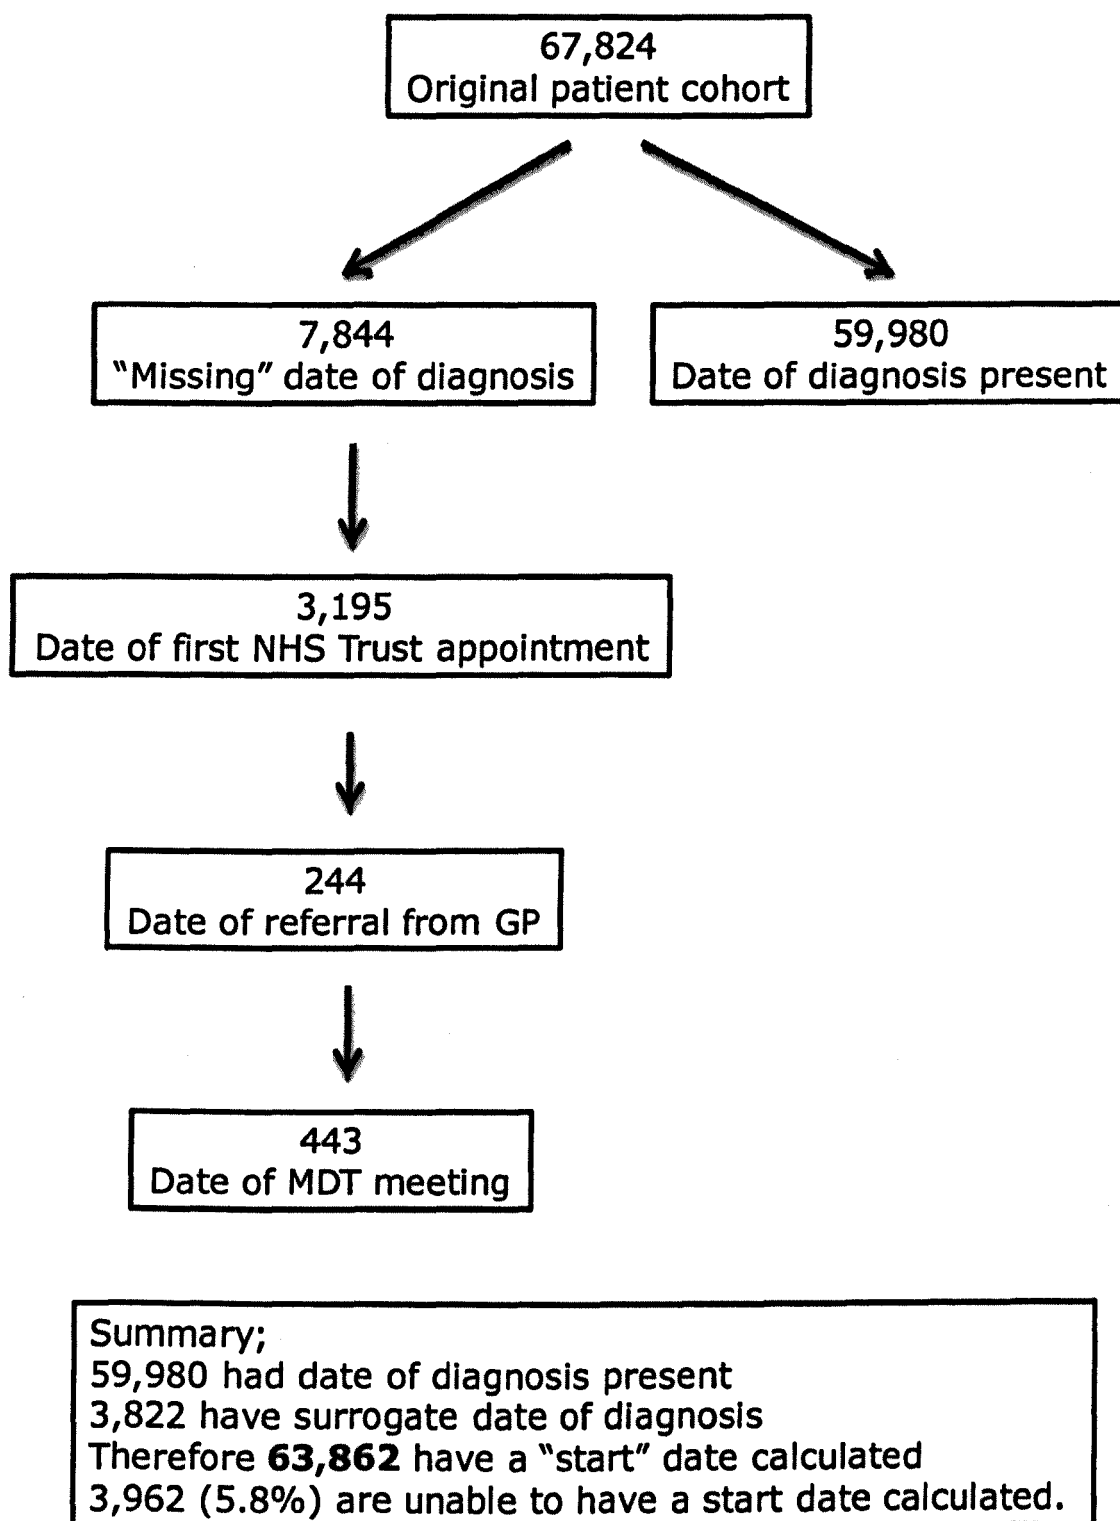 67,824
Original patient cohort
7,844
"Missing" date of diagnosis
59,980
Date of diagnosis present
3,195
Date of first NHS Trust appointment
244
Date of referral from GP
443
Date of MDT meeting
Summary;
59,980 had date of diagnosis present
3,822 have surrogate date of diagnosis
Therefore 63,862 have a "start" date calculated
3,962 (5.8%) are unable to have a start date calculated.